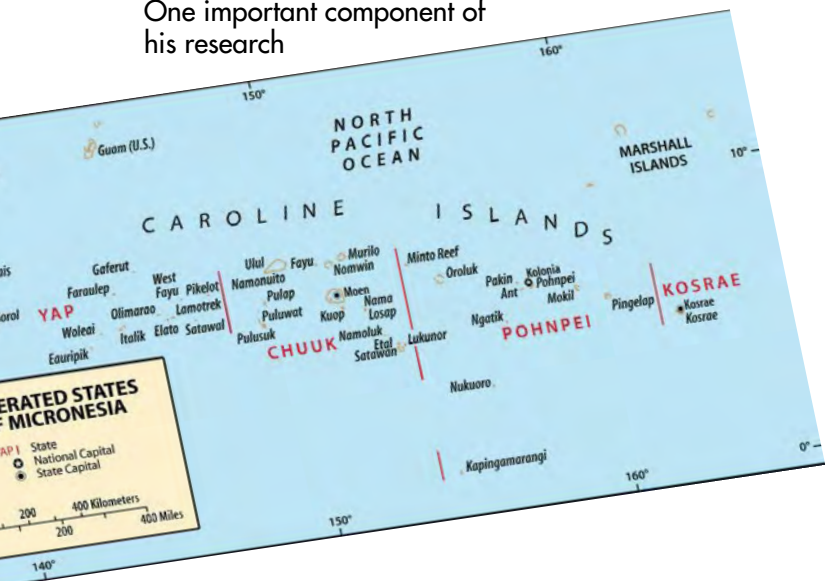 One important component of
his research
160°
150°
Guam (U.S.)
NORTH
PACIFIC
OCEAN
MARSHALL
ISLANDS
10°
CAROLINE ISLANDS
Gaferut
Faraulep
West
Fayu
Pikelot
YAP
Olimarao
Lamotrek
Woleai
Italik
Elato
Satawal
Eauripik
Ulul
Fayu
Murilo
Nomwin
Namonuito
Pulap
Moen
Nama
Losap
Puluwat
Kuop
Pulusuk
CHUUK
Namoluk
Etal
Satawan
Lukunor
Minto Reef
Oroluk
Pakin
Kolonia
Pohnpei
Ant
Mokil
Ngatik
POHNPEI
Pingelap
KOSRAE
Kosrae
Kosrae
Nukuoro
Kapingamarangi
0°
160°
150°
140°
ERATED STATES
MICRONESIA
State
National Capital
State Capital
200
400 Kilometers
200
400 Miles